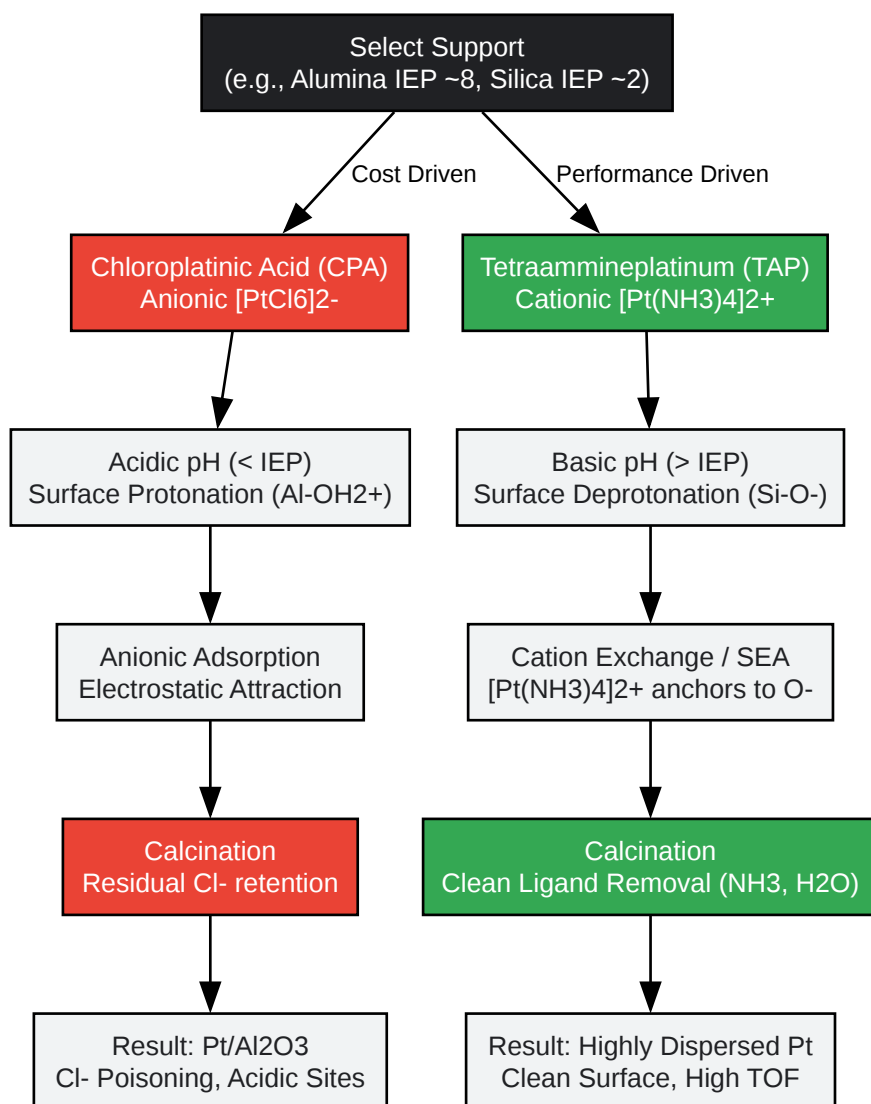 Select Support
(e.g., Alumina IEP ~8, Silica IEP ~2)
Cost Driven
Performance Driven
Chloroplatinic Acid (CPA)
Anionic [PtCl6]2-
Tetraammineplatinum (TAP)
Cationic [Pt(NH3)4]2+
Acidic pH (< IEP)
Surface Protonation (Al-OH2+)
Basic pH (> IEP)
Surface Deprotonation (Si-O-)
Anionic Adsorption
Electrostatic Attraction
Cation Exchange / SEA
[Pt(NH3)4]2+ anchors to O-
Calcination
Residual Cl- retention
Calcination
Clean Ligand Removal (NH3, H2O)
Result: Pt/Al2O3
Cl- Poisoning, Acidic Sites
Result: Highly Dispersed Pt
Clean Surface, High TOF